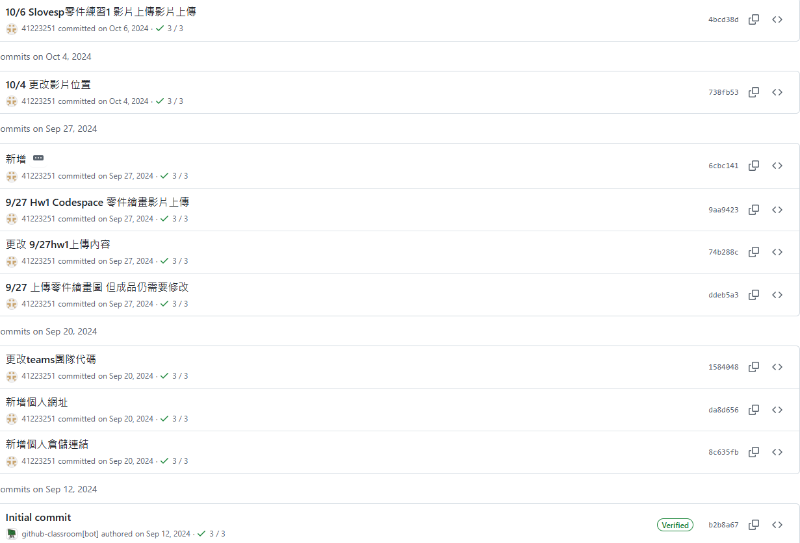 10/6 Slovesp零件練習1 影片上傳影片上傳
41223251 committed on Oct 6, 2024 · 3 / 3
4bcd38d
ommits on Oct 4, 2024
10/4 更改影片位置
41223251 committed on Oct 4, 2024 · 3 / 3
738fb53
ommits on Sep 27, 2024
新增
41223251 committed on Sep 27, 2024 · 3 / 3
6cbc141
9/27 Hw1 Codespace 零件繪畫影片上傳
41223251 committed on Sep 27, 2024 · 3 / 3
9aa9423
更改 9/27hw1上傳內容
41223251 committed on Sep 27, 2024 · 3 / 3
74b288c
9/27 上傳零件繪畫圖 但成品仍需要修改
41223251 committed on Sep 27, 2024 · 3 / 3
ddeb5a3
ommits on Sep 20, 2024
更改teams團隊代碼
41223251 committed on Sep 20, 2024 · 3 / 3
1584048
新增個人網址
41223251 committed on Sep 20, 2024 · 3 / 3
da8d656
新增個人倉儲連結
41223251 committed on Sep 20, 2024 · 3 / 3
8c635fb
ommits on Sep 12, 2024
Initial commit
github-classroom[bot] authored on Sep 12, 2024 · 3 / 3
Verified
b2b8a67